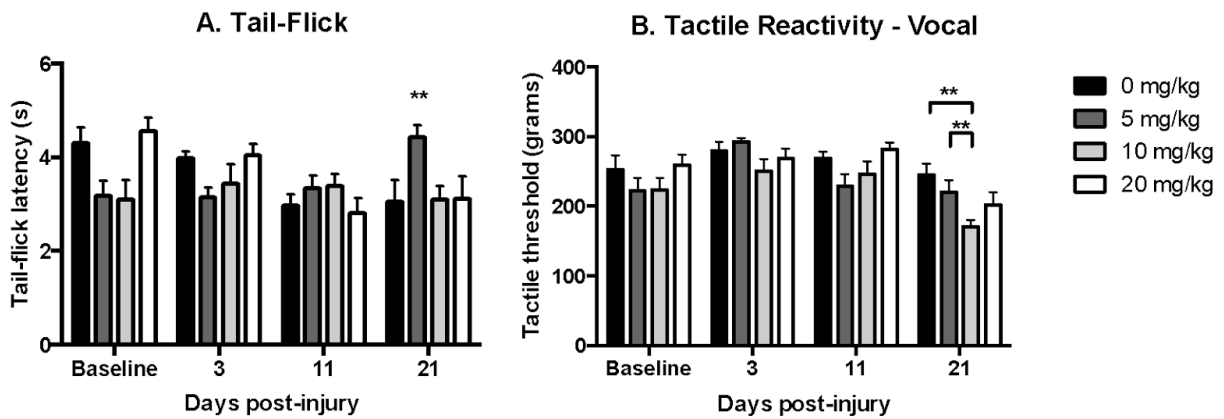 A. Tail-Flick
Tail-flick latency (s)
6
4
2
0
**
Baseline 3 11 21
Days post-injury
B. Tactile Reactivity - Vocal
Tactile threshold (grams)
400
300
200
100
0
**
**
Baseline 3 11 21
Days post-injury
0 mg/kg
5 mg/kg
10 mg/kg
20 mg/kg